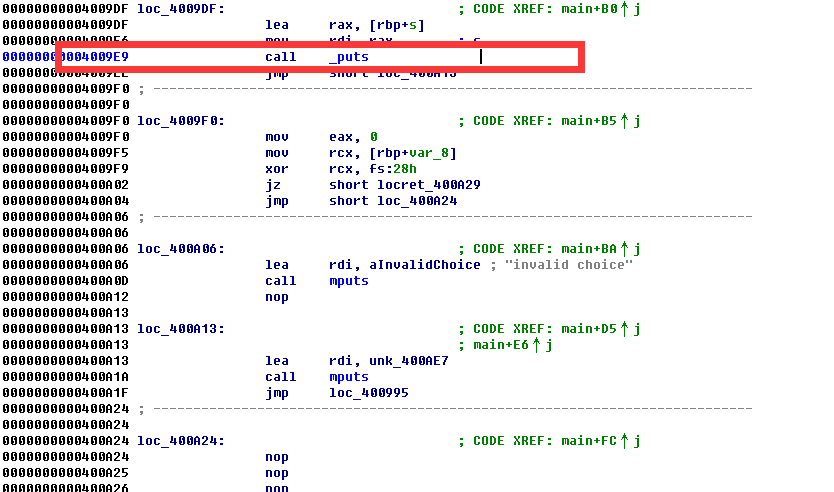 00000000004009DF loc_4009DF: ; CODE XREF: main+B0↑j
00000000004009DF lea rax, [rbp+s]
mov rdi, rax ; s
00000000004009E9 call _puts
00000000004009EE jmp short loc_400A13
00000000004009F0 ; ---------------------------------------------------------------------------
00000000004009F0
00000000004009F0 loc_4009F0: ; CODE XREF: main+B5↑j
00000000004009F0 mov eax, 0
00000000004009F5 mov rcx, [rbp+var_8]
00000000004009F9 xor rcx, fs:28h
0000000000400A02 jz short locret_400A29
0000000000400A04 jmp short loc_400A24
0000000000400A06 ; ---------------------------------------------------------------------------
0000000000400A06
0000000000400A06 loc_400A06: ; CODE XREF: main+BA↑j
0000000000400A06 lea rdi, aInvalidChoice ; "invalid choice"
0000000000400A0D call mputs
0000000000400A12 nop
0000000000400A13
0000000000400A13 loc_400A13: ; CODE XREF: main+D5↑j
0000000000400A13 ; main+E6↑j
0000000000400A13 lea rdi, unk_400AE7
0000000000400A1A call mputs
0000000000400A1F jmp loc_400995
0000000000400A24 ; ---------------------------------------------------------------------------
0000000000400A24
0000000000400A24 loc_400A24: ; CODE XREF: main+FC↑j
0000000000400A24 nop
0000000000400A25 nop
0000000000400A26 nop